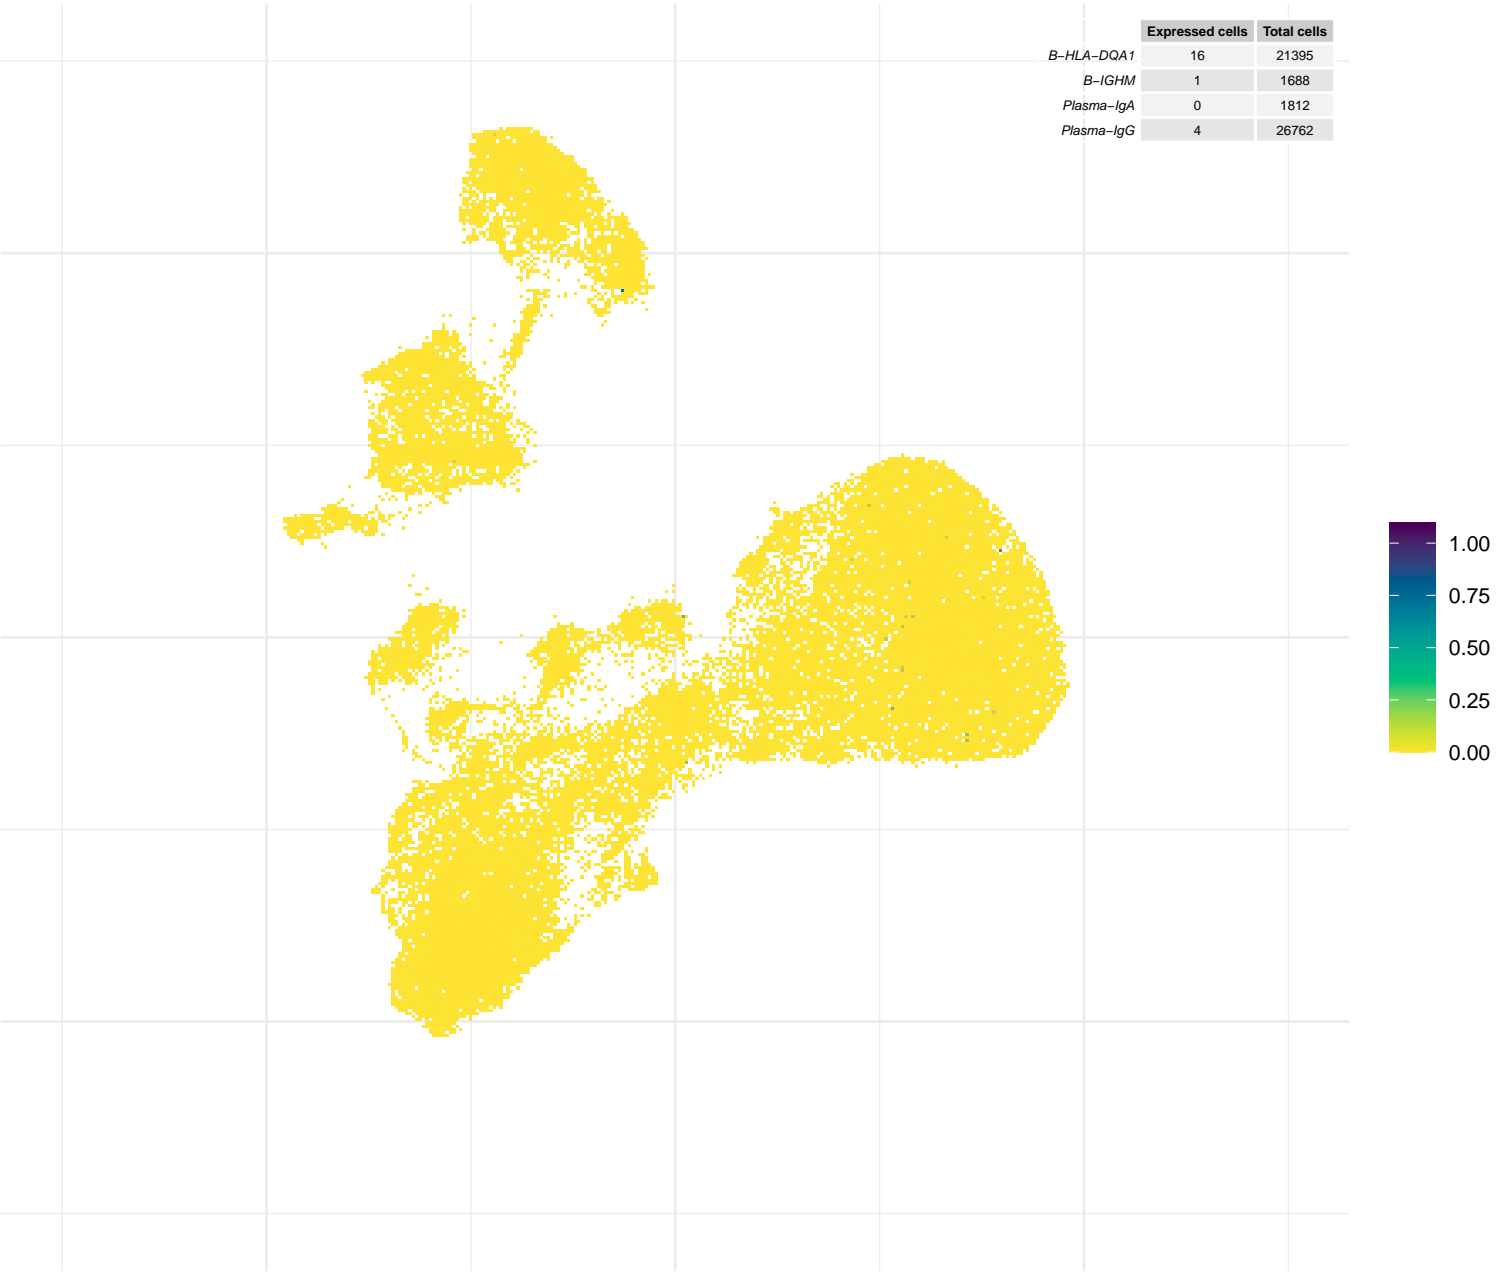 Expressed cells Total cells
B−HLA−DQA1 16 21395
B−IGHM 1 1688
Plasma−IgA 0 1812
Plasma−IgG 4 26762
1.00
0.75
0.50
0.25
0.00